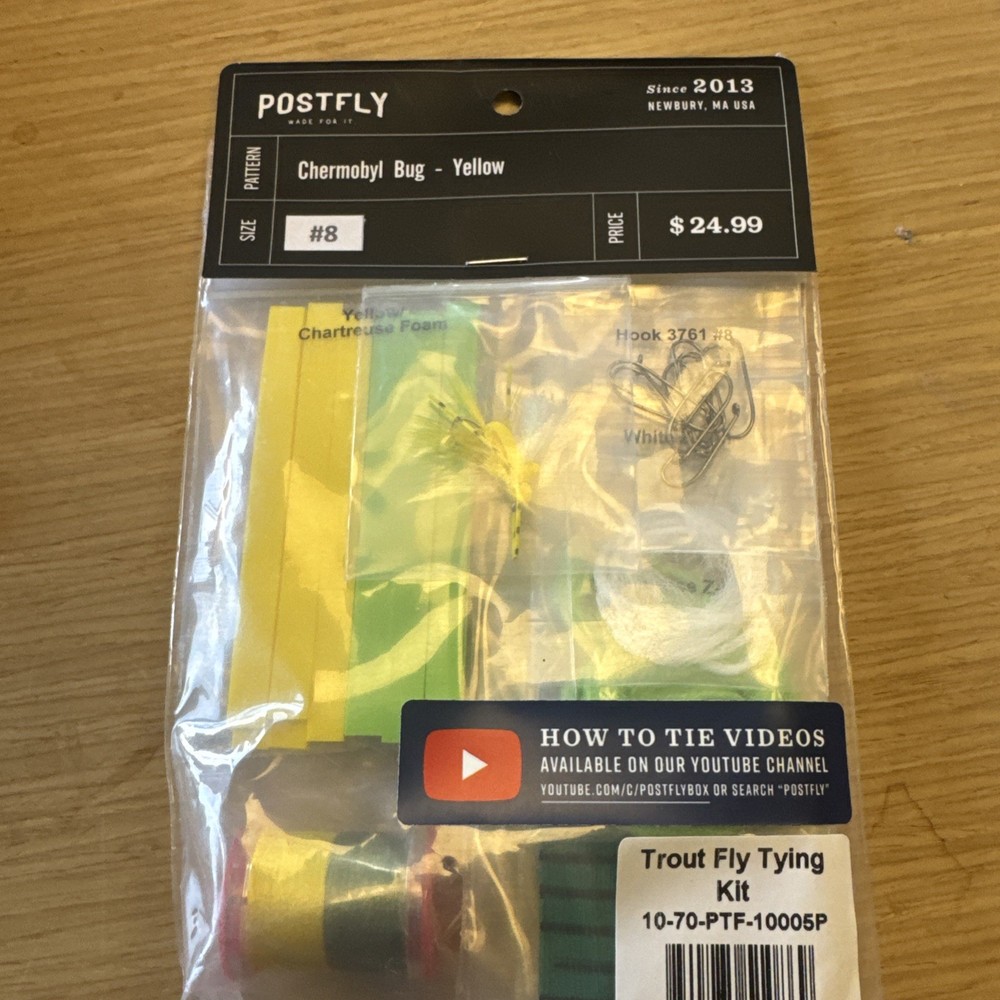 POSTFLY
MADE FOR IT
Since 2013
NEWBURY, MA USA
PATTERN
Chermobyl Bug - Yellow
SIZE
#8
PRICE
$24.99
Yellow/
Chartreuse Foam
Hook 3761 #8
White
HOW TO TIE VIDEOS
AVAILABLE ON OUR YOUTUBE CHANNEL
YOUTUBE.COM/C/POSTFLYBOX OR SEARCH "POSTFLY"
Trout Fly Tying
Kit
10-70-PTF-10005P